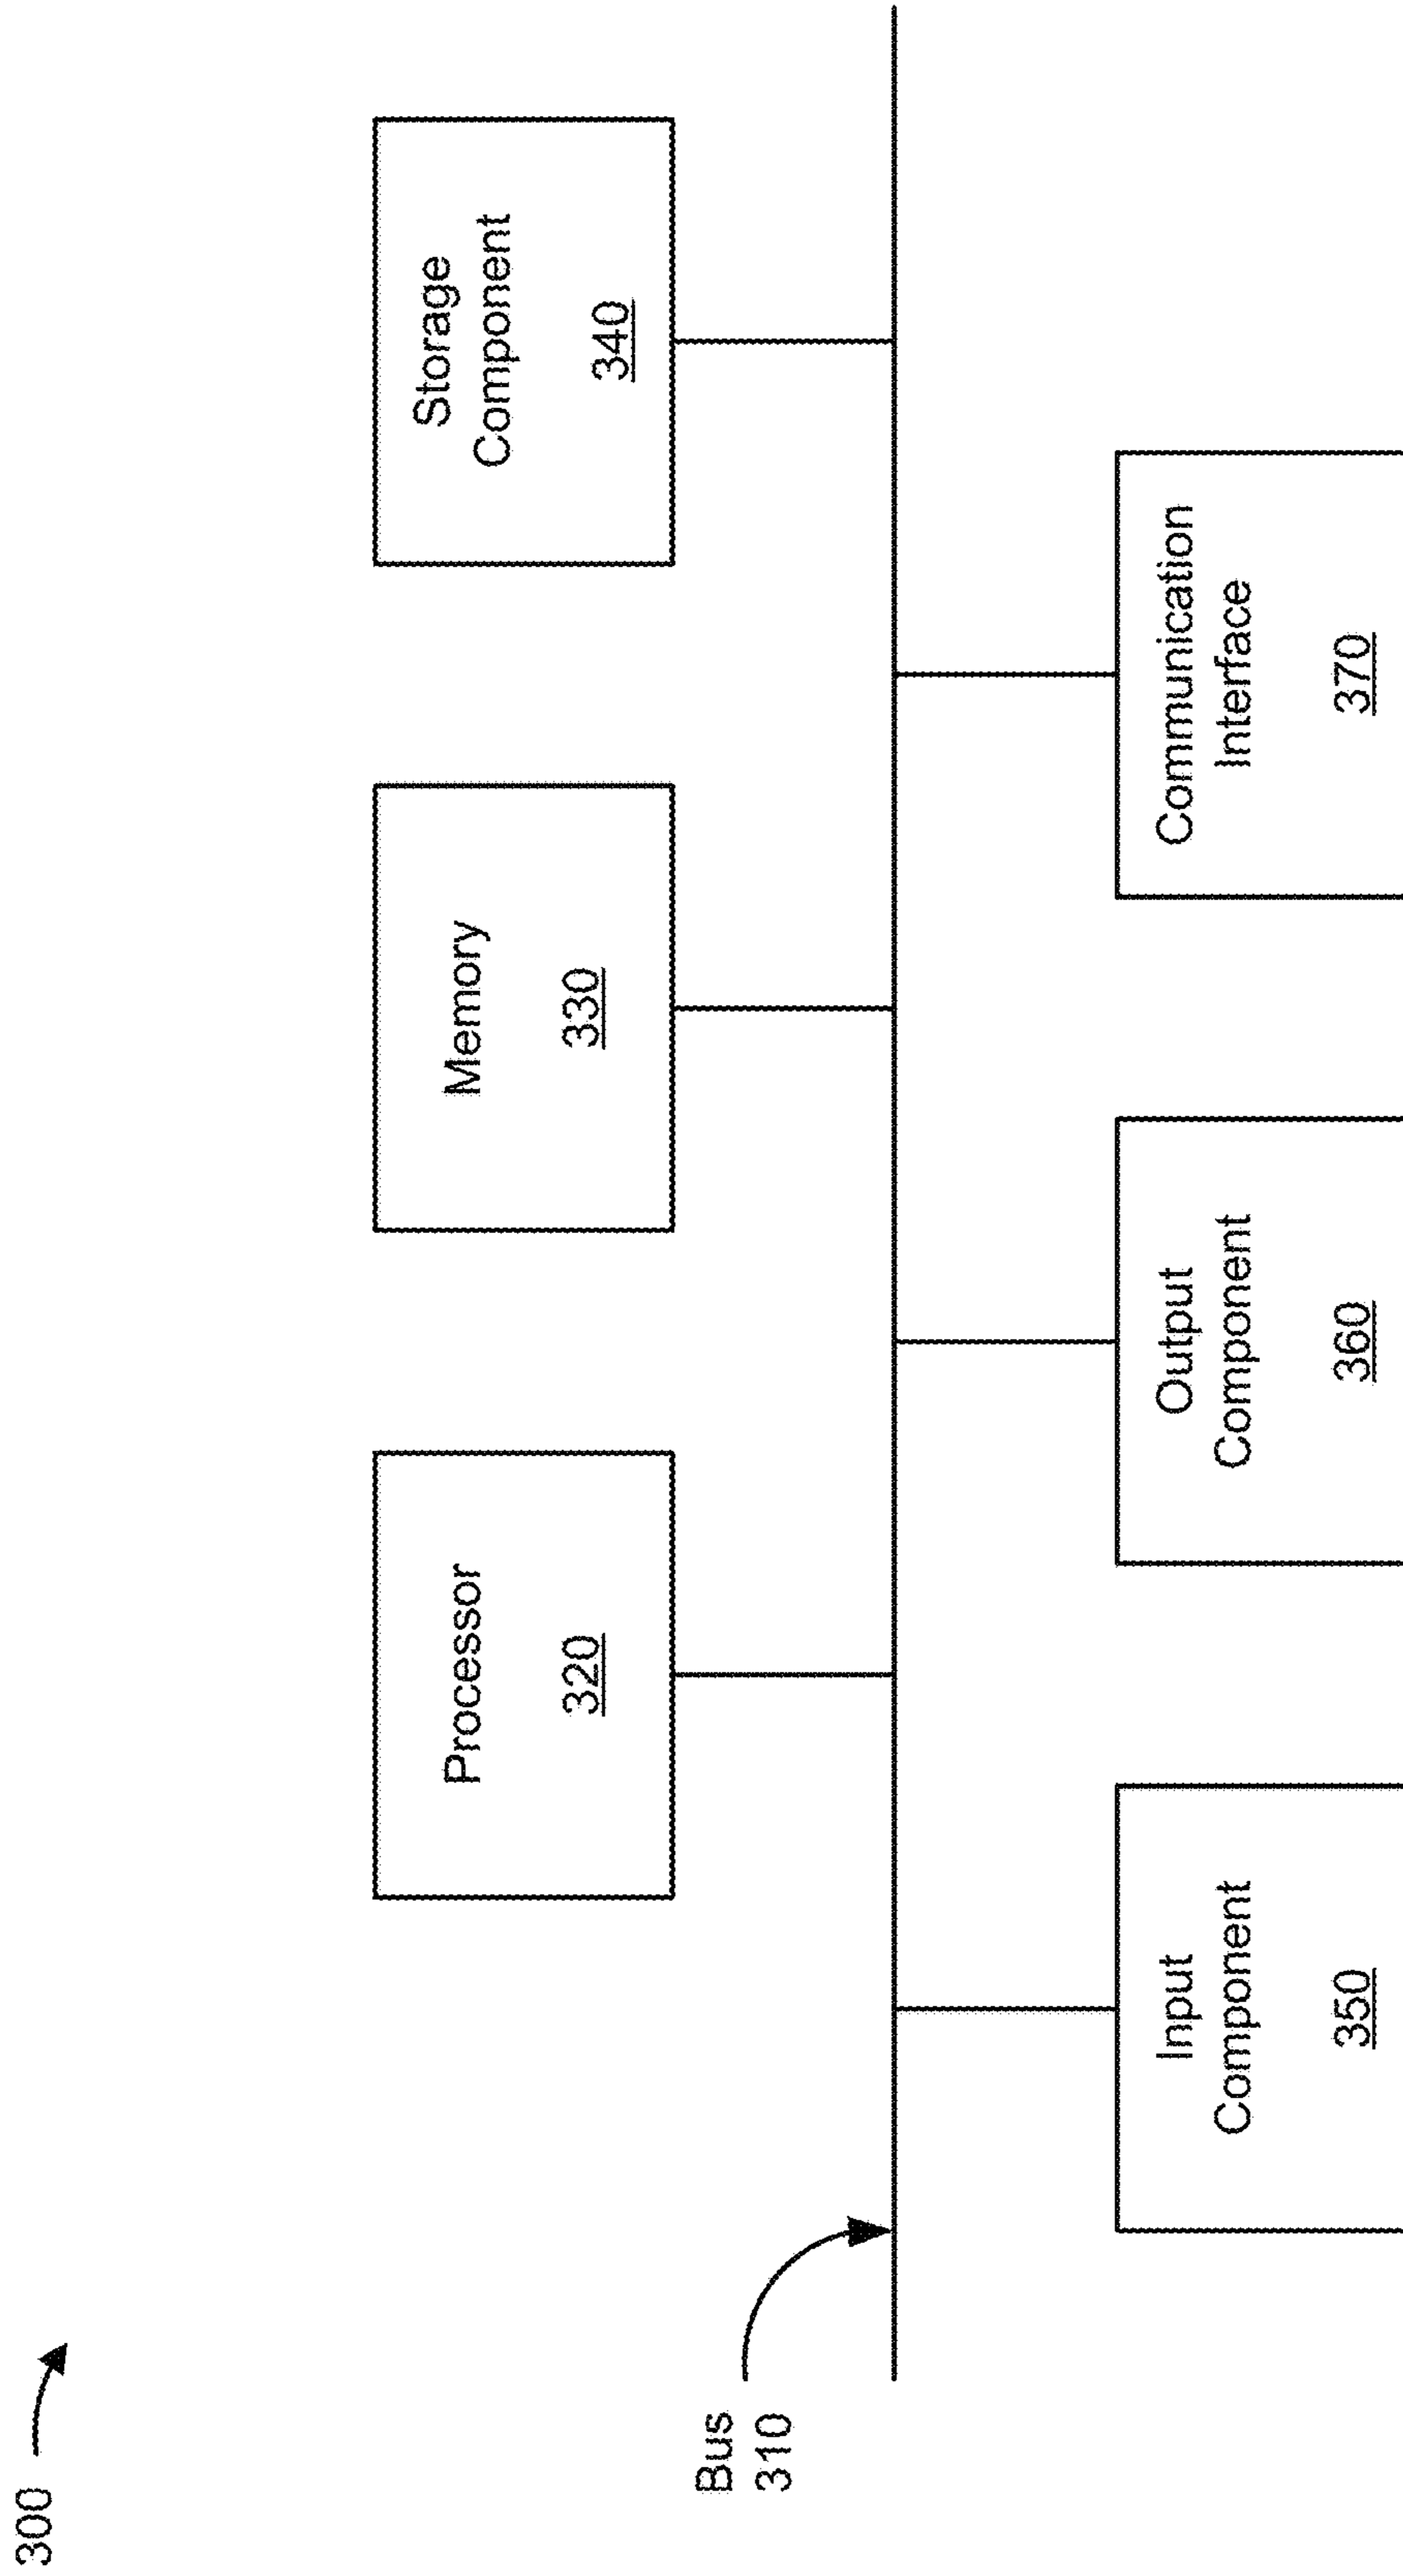 300
Processor
320
Memory
330
Storage
Component
340
Bus
310
Input
Component
350
Output
Component
360
Communication
Interface
370